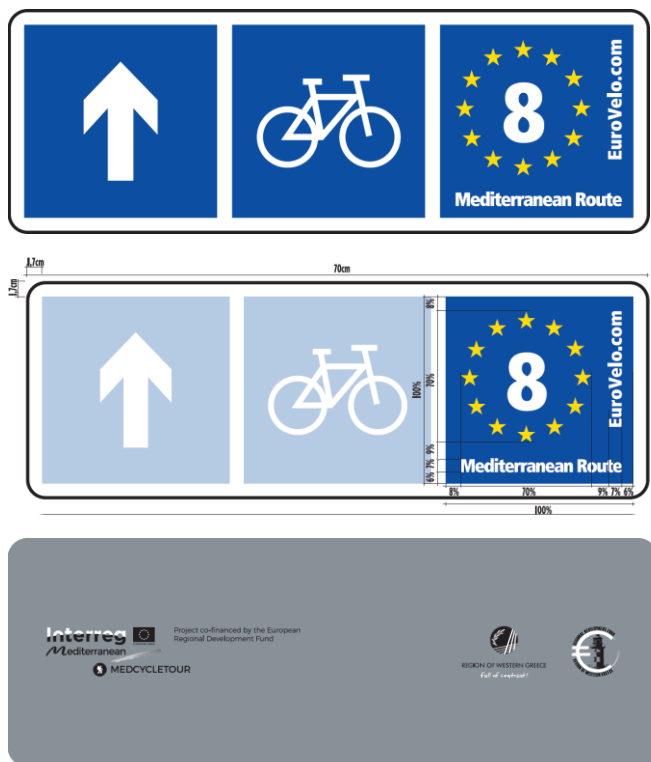 8
EuroVelo.com
Mediterranean Route
1,7cm
70cm
1,7cm
8%
70%
100%
9%
7%
6%
8
EuroVelo.com
Mediterranean Route
8%
70%
9%
7%
6%
100%
Interreg
Mediterranean
Project co-financed by the European
Regional Development Fund
MEDCYCLETOUR
REGION OF WESTERN GREECE
full of contrast!